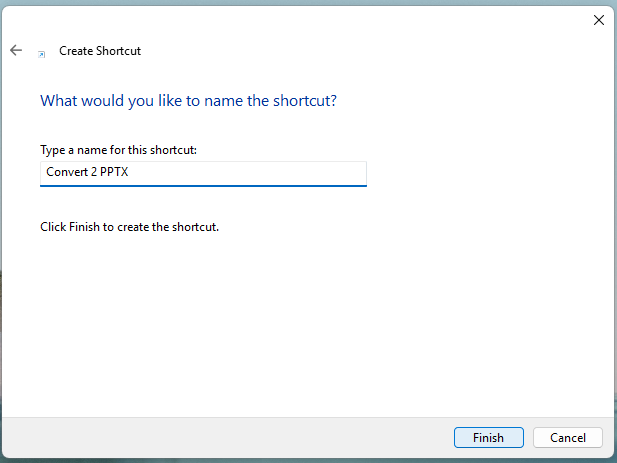 Create Shortcut
What would you like to name the shortcut?
Type a name for this shortcut:
Convert 2 PPTX
Click Finish to create the shortcut.
Finish
Cancel